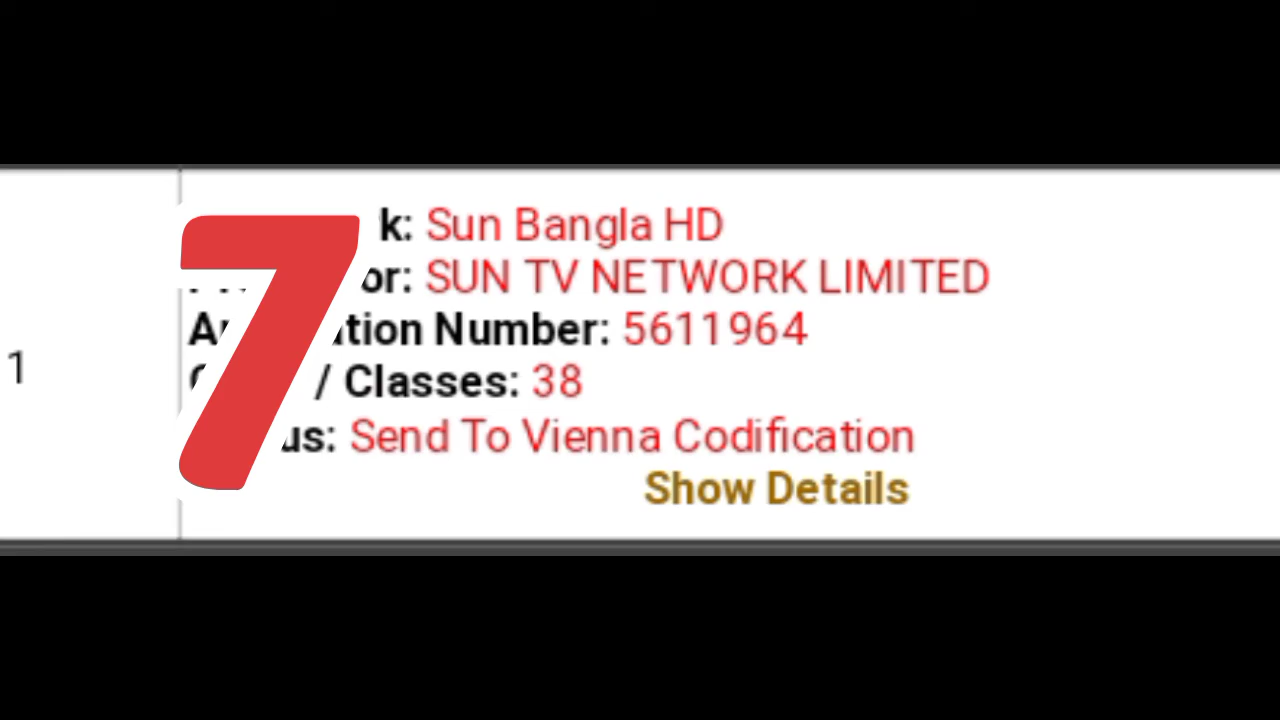 7
k: Sun Bangla HD
or: SUN TV NETWORK LIMITED
ation Number: 5611964
1
/ Classes: 38
us: Send To Vienna Codification
Show Details